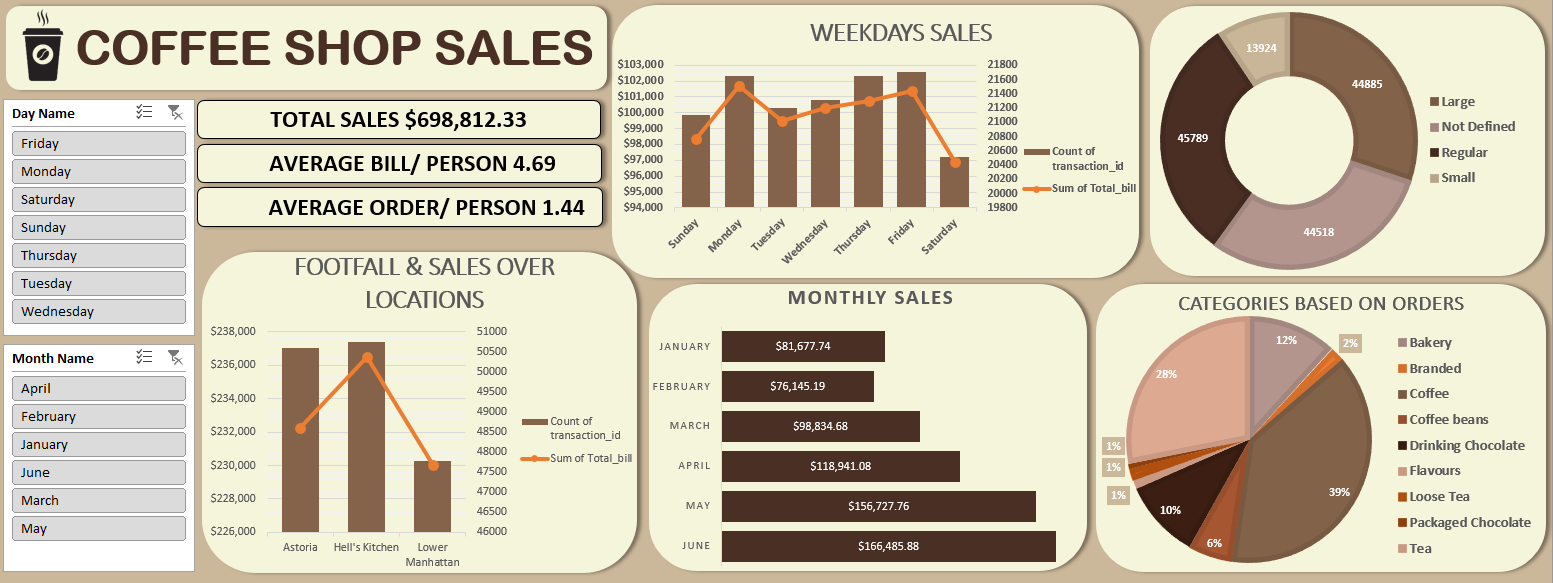 COFFEE SHOP SALES
Day Name
Friday
Monday
Saturday
Sunday
Thursday
Tuesday
Wednesday
Month Name
April
February
January
June
March
May
TOTAL SALES $698,812.33
AVERAGE BILL/ PERSON 4.69
AVERAGE ORDER/ PERSON 1.44
FOOTFALL & SALES OVER
LOCATIONS
$238,000
$236,000
$234,000
$232,000
$230,000
$228,000
$226,000
51000
50500
50000
49500
49000
48500
48000
47500
47000
46500
46000
Astoria
Hell's Kitchen
Lower
Manhattan
Count of
transaction_id
Sum of Total_bill
WEEKDAYS SALES
$103,000
$102,000
$101,000
$100,000
$99,000
$98,000
$97,000
$96,000
$95,000
$94,000
21800
21600
21400
21200
21000
20800
20600
20400
20200
20000
19800
Sunday
Monday
Tuesday
Wednesday
Thursday
Friday
Saturday
Count of
transaction_id
Sum of Total_bill
MONTHLY SALES
JANUARY $81,677.74
FEBRUARY $76,145.19
MARCH $98,834.68
APRIL $118,941.08
MAY $156,727.76
JUNE $166,485.88
13924
44885
45789
44518
Large
Not Defined
Regular
Small
CATEGORIES BASED ON ORDERS
12%
2%
28%
1%
1%
1%
39%
10%
6%
Bakery
Branded
Coffee
Coffee beans
Drinking Chocolate
Flavours
Loose Tea
Packaged Chocolate
Tea